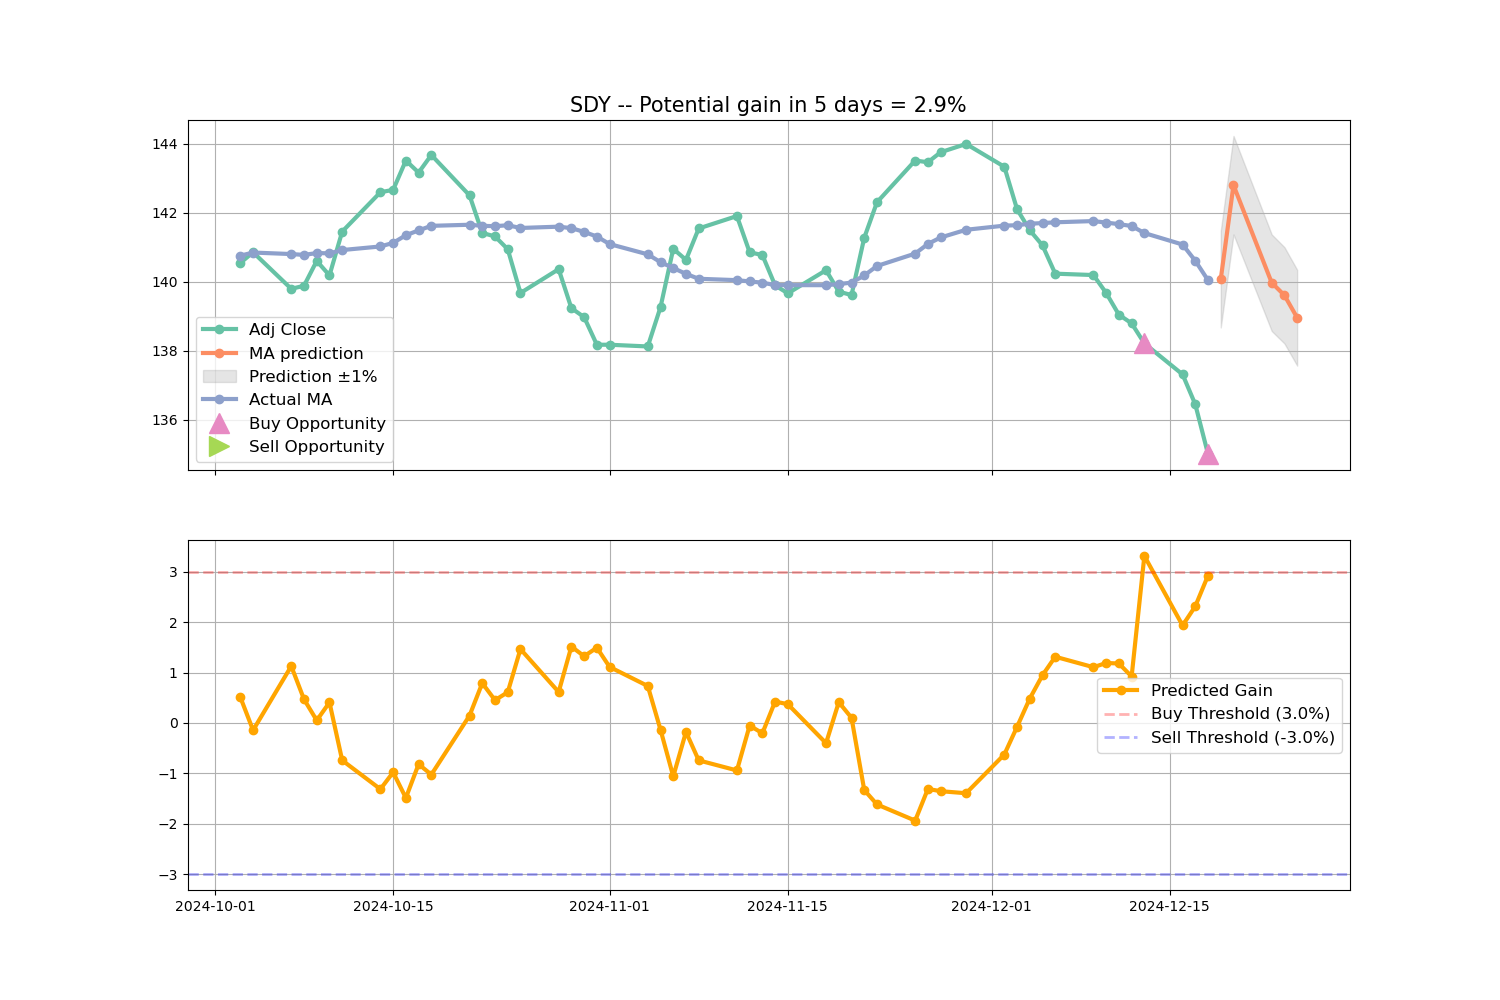 SDY -- Potential gain in 5 days = 2.9%
144
142
140
138
136
Adj Close
MA prediction
Prediction ±1%
Actual MA
Buy Opportunity
Sell Opportunity
3
2
1
0
−1
−2
−3
Predicted Gain
Buy Threshold (3.0%)
Sell Threshold (-3.0%)
2024-10-01 2024-10-15 2024-11-01 2024-11-15 2024-12-01 2024-12-15